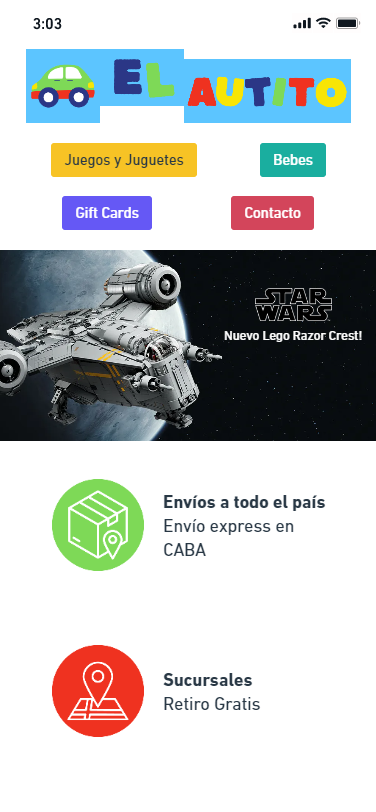 3:03
EL AUTITO
Juegos y Juguetes
Bebes
Gift Cards
Contacto
STAR
WARS
Nuevo Lego Razor Crest!
Envíos a todo el país
Envío express en
CABA
Sucursales
Retiro Gratis